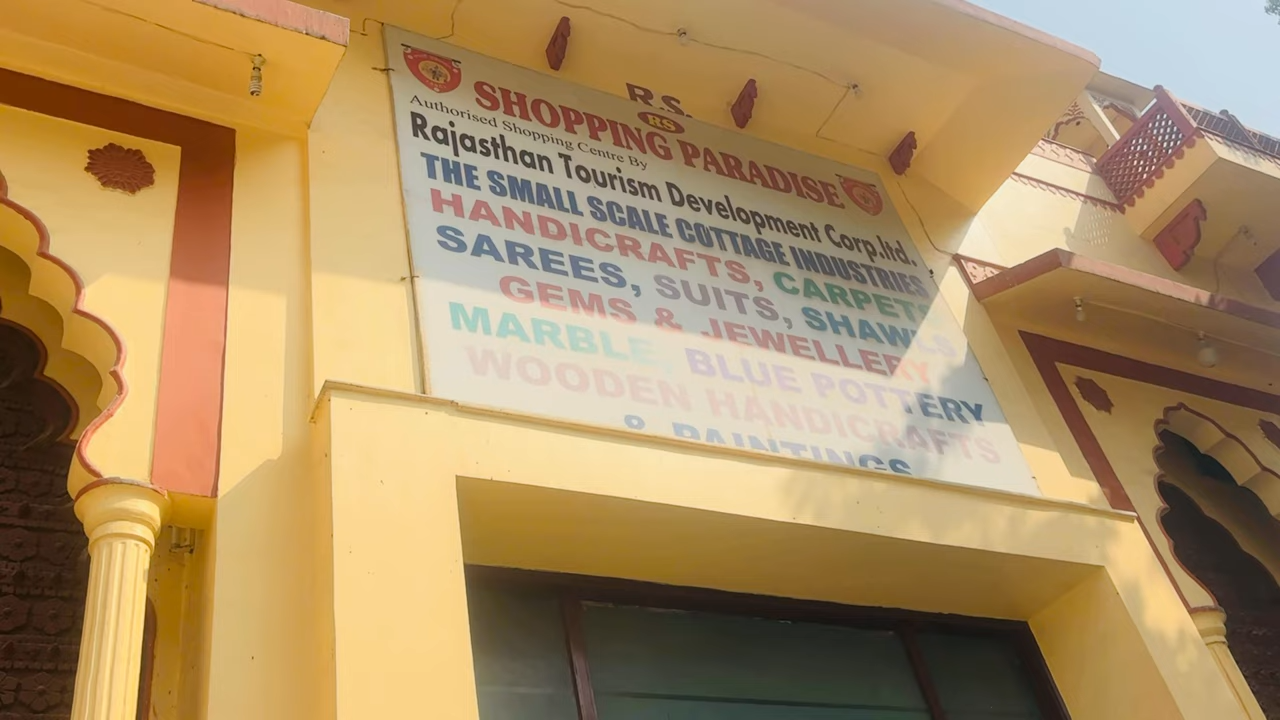 R.S.
RS
SHOPPING PARADISE
Authorised Shopping Centre By
Rajasthan Tourism Development Corp.ltd.
THE SMALL SCALE COTTAGE INDUSTRIES
HANDICRAFTS, CARPETS
SAREES, SUITS, SHAWLS
GEMS & JEWELLERY
MARBLE BLUE POTTERY
WOODEN HANDICRAFTS
& PAINTINGS